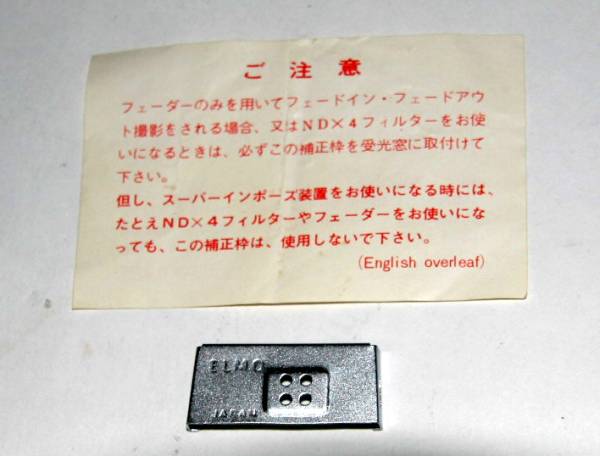 ご注意
フェーダーのみを用いてフェードイン・フェードアウ
ト撮影をされる場合、又はND×4フィルターをお使
いになるときは、必ずこの補正枠を受光窓に取付けて
下さい。
但し、スーパーインポーズ装置をお使いになる時には、
たとえND×4フィルターやフェーダーをお使いにな
っても、この補正枠は、使用しないで下さい。
(English overleaf)
ELMO
JAPAN